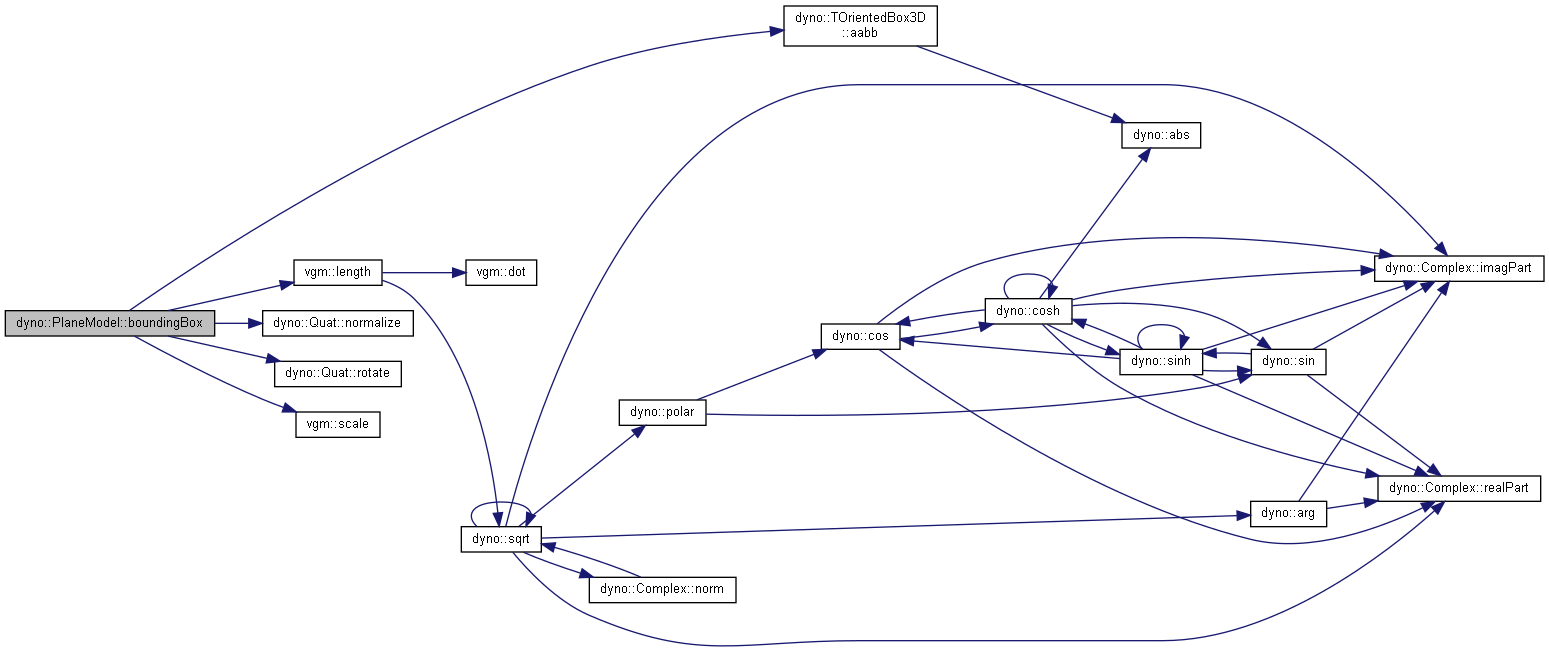 dyno::TOrientedBox3D
::aabb
dyno::abs
vgm::length
vgm::dot
dyno::Complex::imagPart
dyno::PlaneModel::boundingBox
dyno::Quat::normalize
dyno::cosh
dyno::cos
dyno::sinh
dyno::sin
dyno::Quat::rotate
dyno::polar
vgm::scale
dyno::Complex::realPart
dyno::arg
dyno::sqrt
dyno::Complex::norm